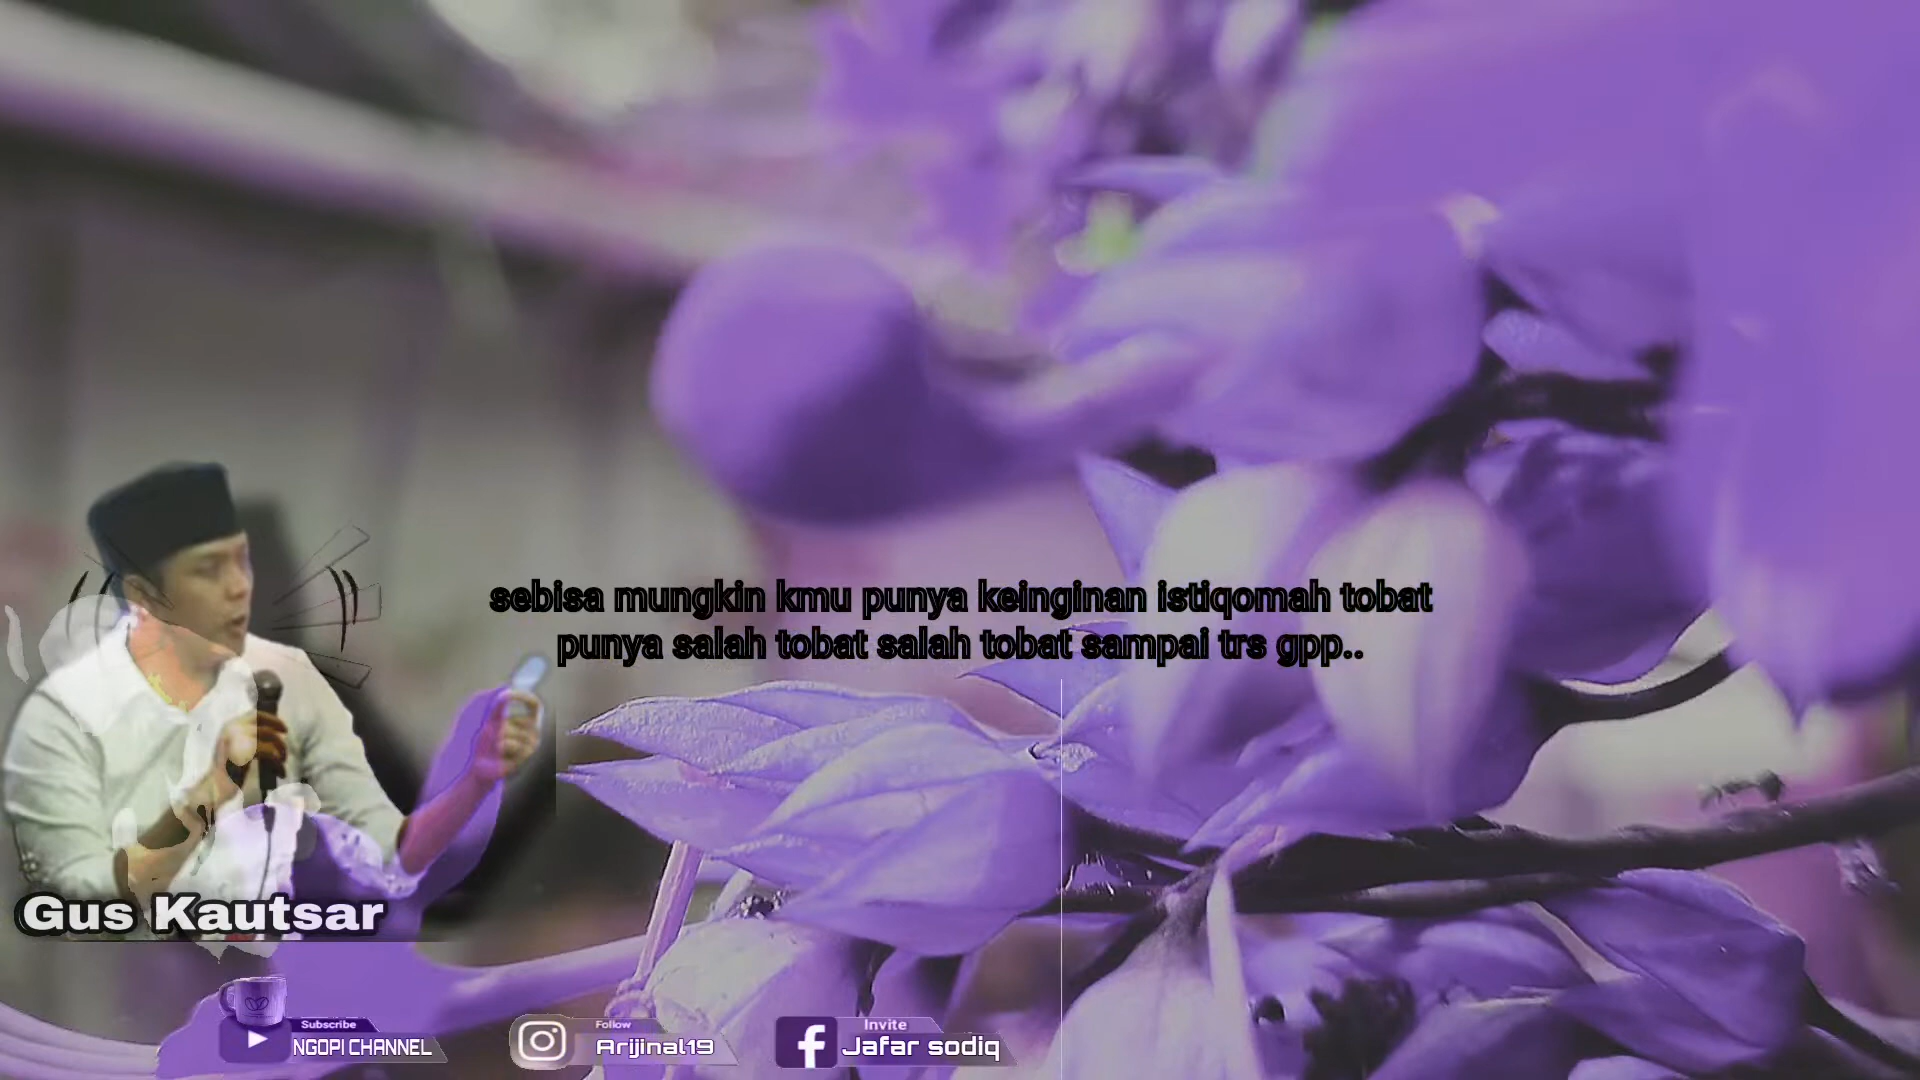 sebisa mungkin kmu punya keinginan istiqomah tobat
punya salah tobat salah tobat sampai trs gpp..
Gus Kautsar
Subscribe
NGOPI CHANNEL
Follow
Arijinal19
Invite
Jafar sodiq